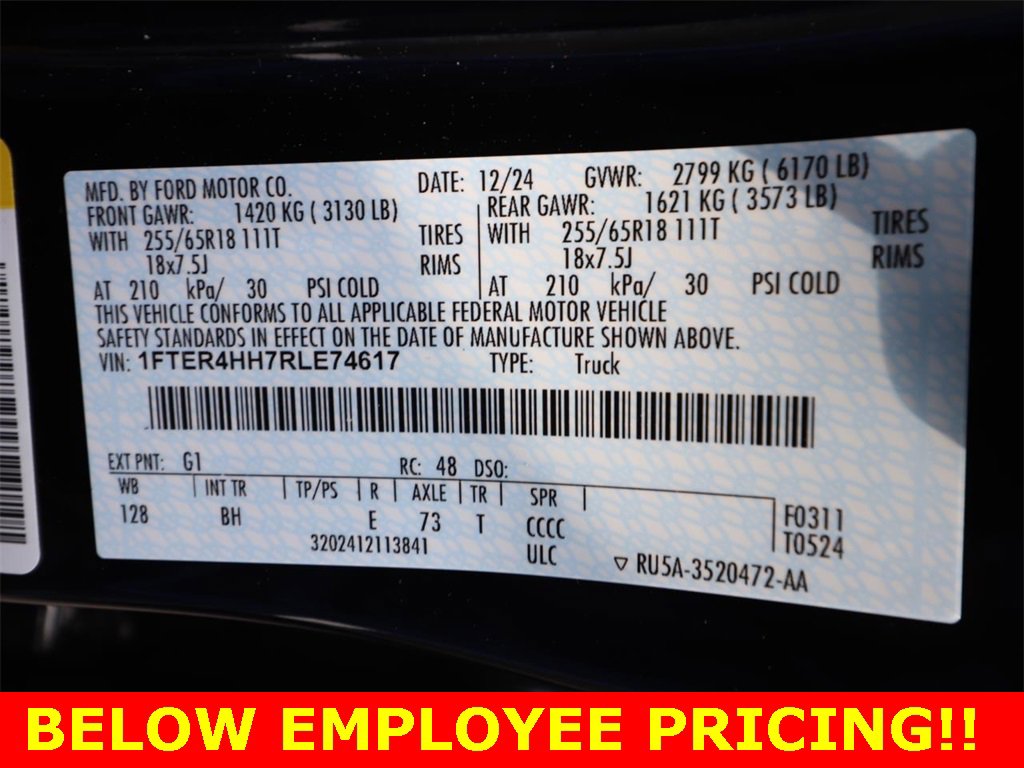 MFD. BY FORD MOTOR CO. DATE: 12/24 GVWR: 2799 KG ( 6170 LB)
FRONT GAWR: 1420 KG ( 3130 LB) REAR GAWR: 1621 KG ( 3573 LB)
WITH 255/65R18 111T TIRES WITH 255/65R18 111T TIRES
18x7.5J RIMS 18x7.5J RIMS
AT 210 kPa/ 30 PSI COLD AT 210 kPa/ 30 PSI COLD
THIS VEHICLE CONFORMS TO ALL APPLICABLE FEDERAL MOTOR VEHICLE
SAFETY STANDARDS IN EFFECT ON THE DATE OF MANUFACTURE SHOWN ABOVE.
VIN: 1FTER4HH7RLE74617 TYPE: Truck
EXT PNT: G1 RC: 48 DSO:
WB INT TR TP/PS R AXLE TR SPR
128 BH E 73 T CCCC F0311
3202412113841 ULC T0524
RU5A-3520472-AA
BELOW EMPLOYEE PRICING!!